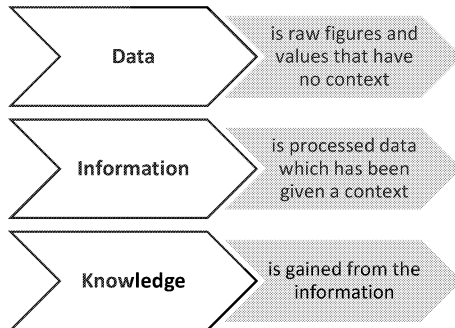 Data
is raw figures and
values that have
no context
Information
is processed data
which has been
given a context
Knowledge
is gained from the
information